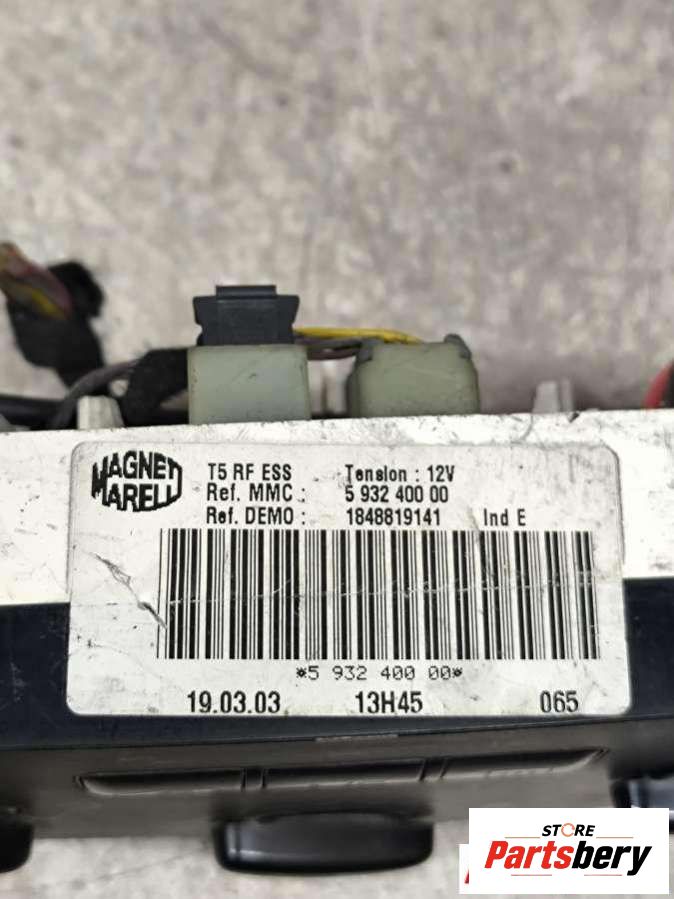 MAGNETI MARELLI
T5 RF ESS Tension : 12V
Ref. MMC : 5 932 400 00
Ref. DEMO : 1848819141 Ind E
*5 932 400 00*
19.03.03 13H45 065
STORE
Partsbery